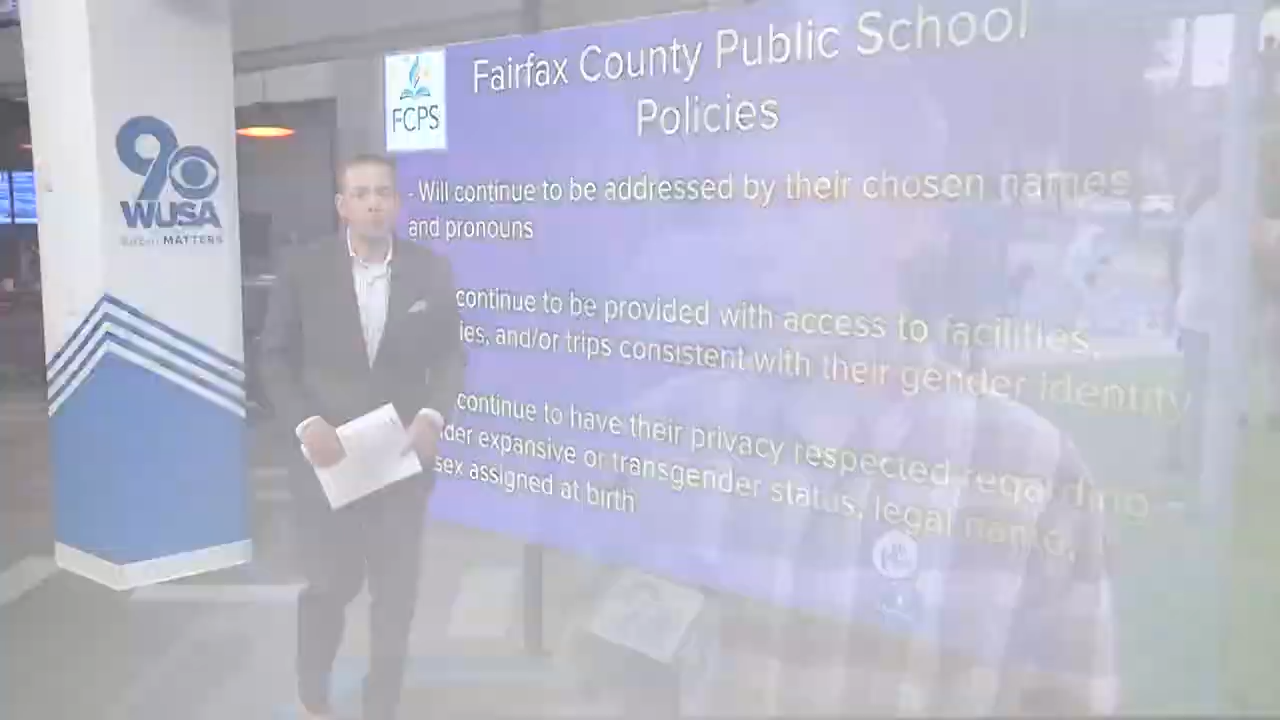 9
WUSA
MATTERS
FCPS
Fairfax County Public School
Policies
- Will continue to be addressed by their chosen names
and pronouns
continue to be provided with access to facilities,
ies, and/or trips consistent with their gender identity
continue to have their privacy respected regarding
der expansive or transgender status, legal name,
sex assigned at birth